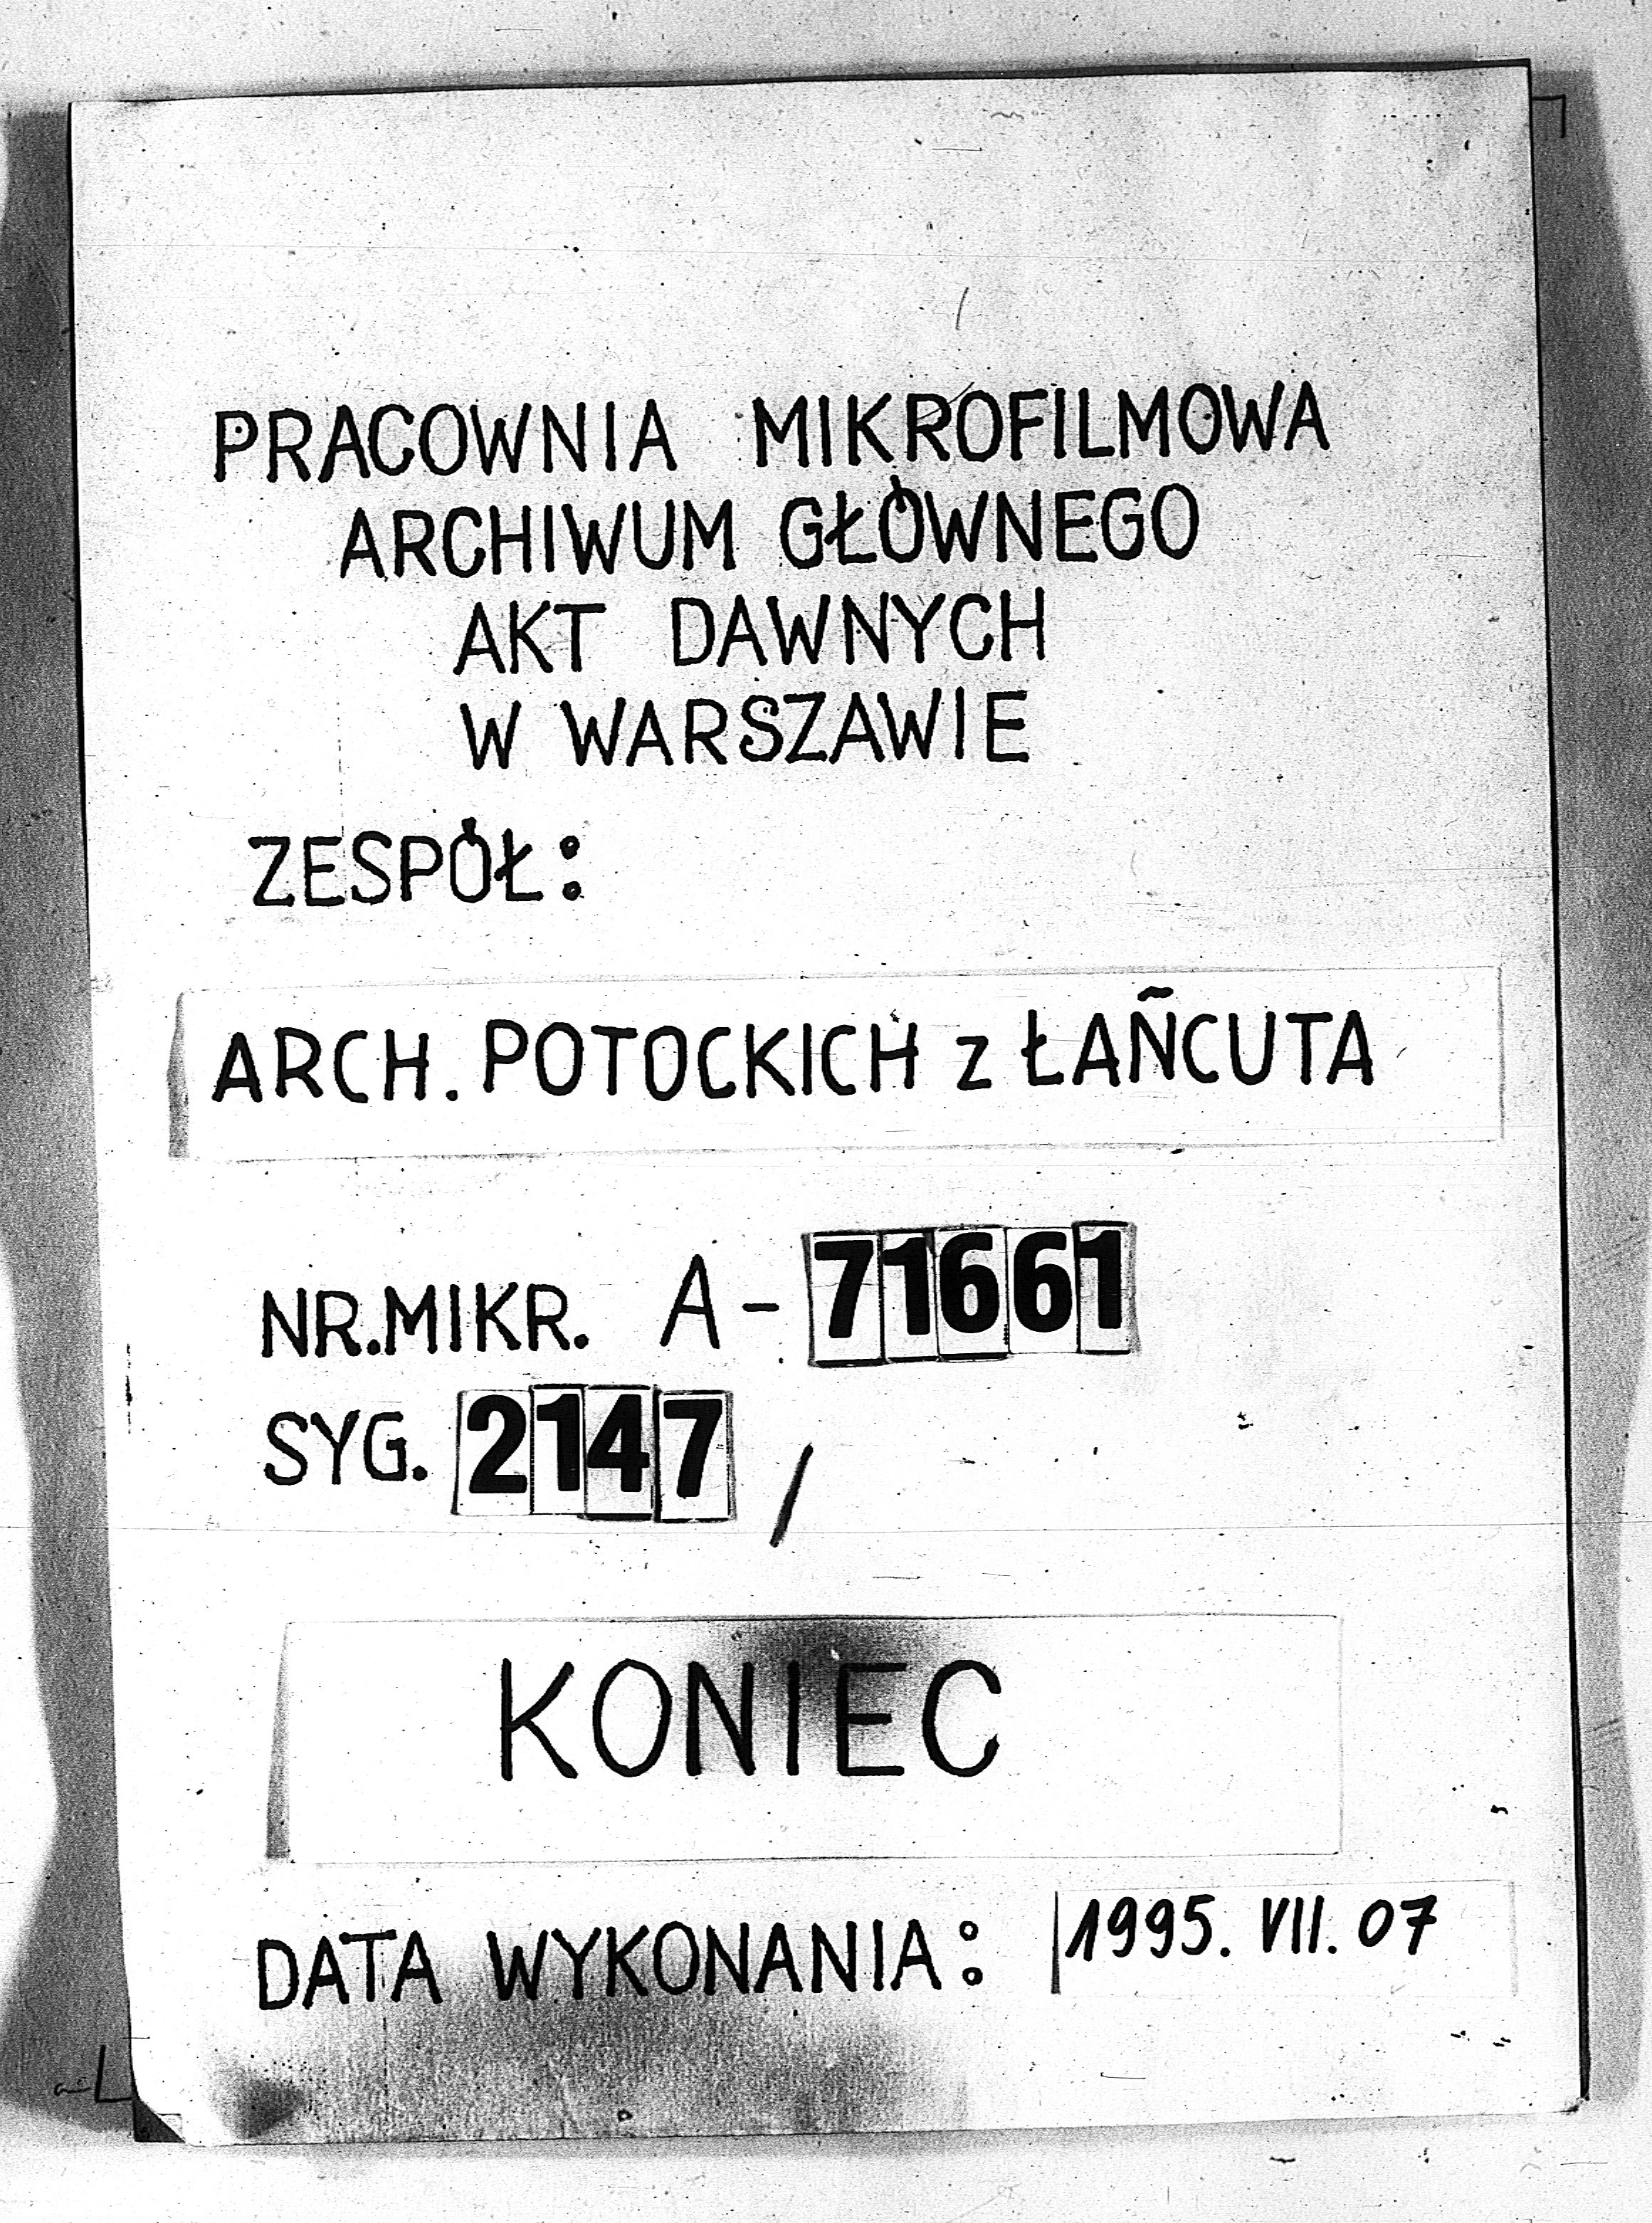 PRACOWNIA MIKROFILMOWA
ARCHIWUM GŁÓWNEGO
AKT DAWNYCH
W WARSZAWIE
ZESPÓŁ:
ARCH. POTOCKICH z ŁAŃCUTA
NR.MIKR. A-71661
SYG. 2147 /
KONIEC
DATA WYKONANIA: 1995. VII. 07